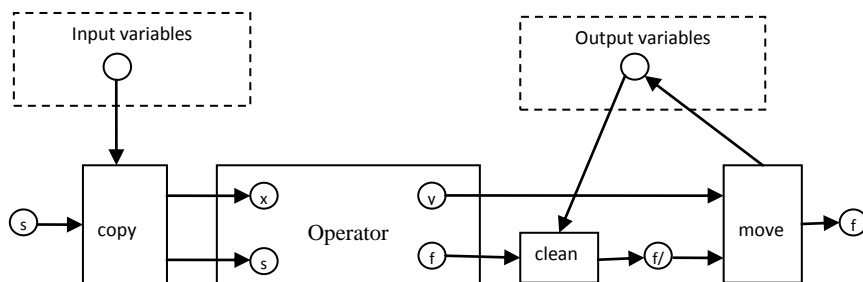 Input variables
Output variables
s
copy
x
s
Operator
v
f
clean
f/
move
f